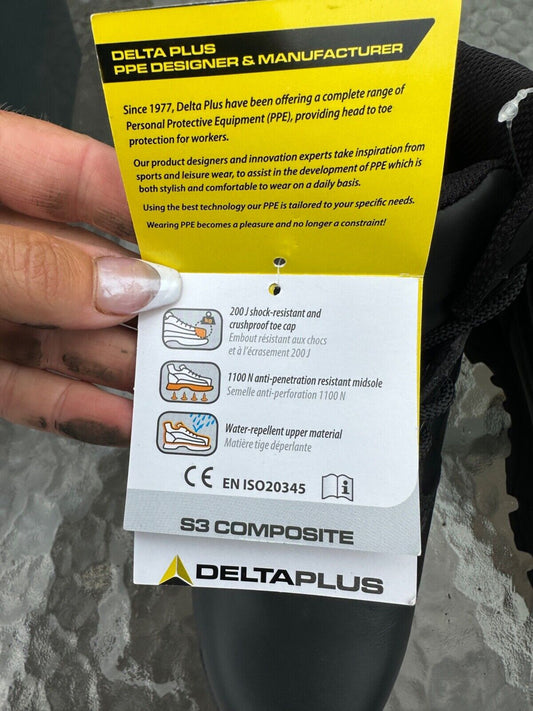 DELTA PLUS
PPE DESIGNER & MANUFACTURER
Since 1977, Delta Plus have been offering a complete range of
Personal Protective Equipment (PPE), providing head to toe
protection for workers.
Our product designers and innovation experts take inspiration from
sports and leisure wear, to assist in the development of PPE which is
both stylish and comfortable to wear on a daily basis.
Using the best technology our PPE is tailored to your specific needs.
Wearing PPE becomes a pleasure and no longer a constraint!
200 J shock-resistant and
crushproof toe cap
Embout résistant aux chocs
et à l'écrasement 200 J
1100 N anti-penetration resistant midsole
Semelle anti-perforation 1100 N
Water-repellent upper material
Matière tige déperlante
CE EN ISO20345 i
S3 COMPOSITE
DELTAPLUS